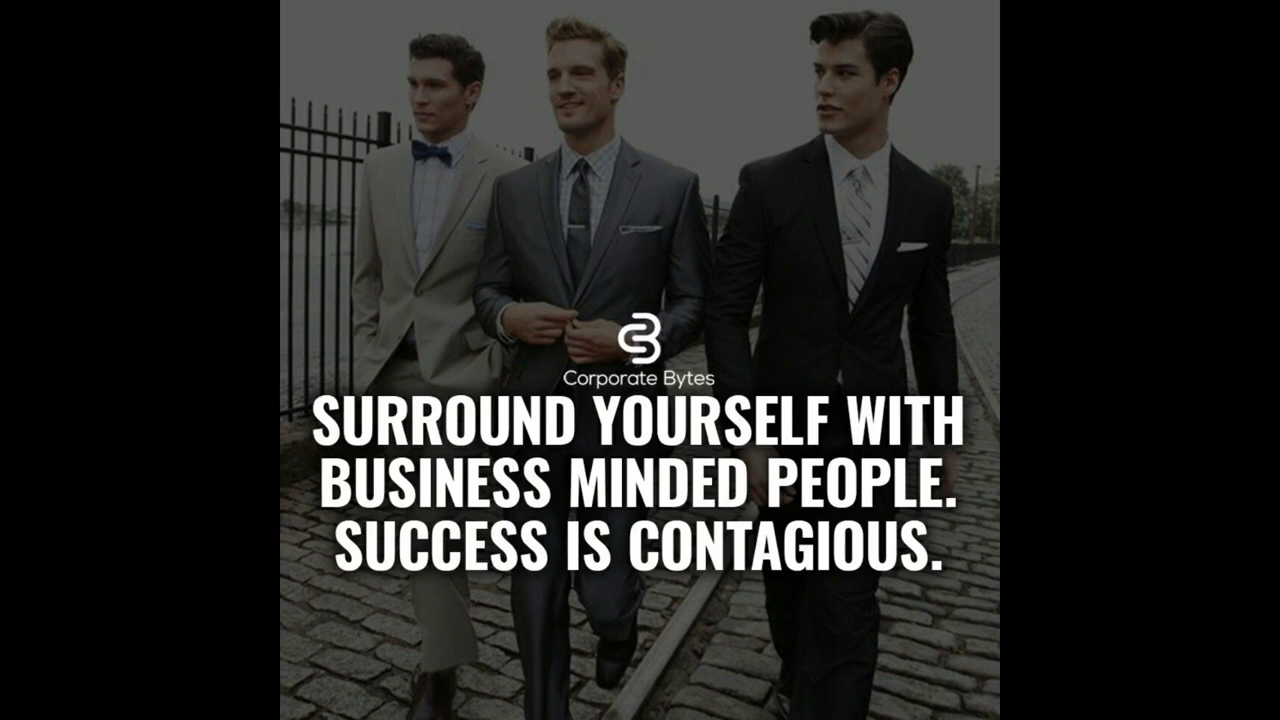 Corporate Bytes
SURROUND YOURSELF WITH
BUSINESS MINDED PEOPLE.
SUCCESS IS CONTAGIOUS.